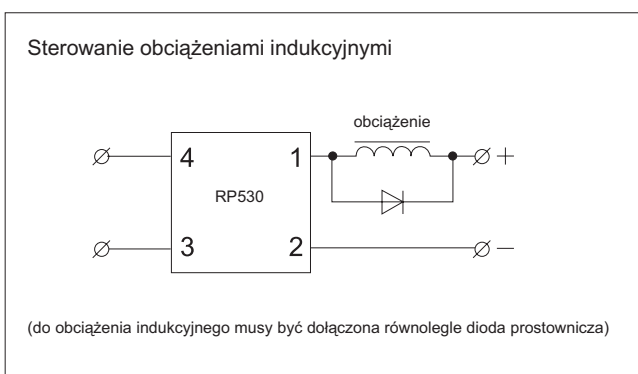 Sterowanie obciążeniami indukcyjnymi
obciążenie
4 1 +
RP530
3 2 −
(do obciążenia indukcyjnego musy być dołączona równolegle dioda prostownicza)